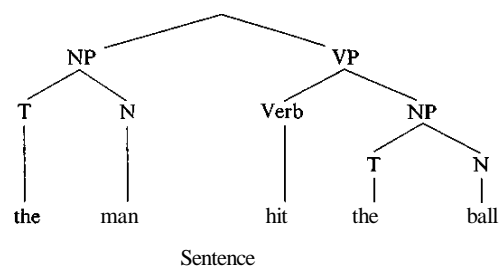 NP VP
T N Verb NP
T N
the man hit the ball
Sentence